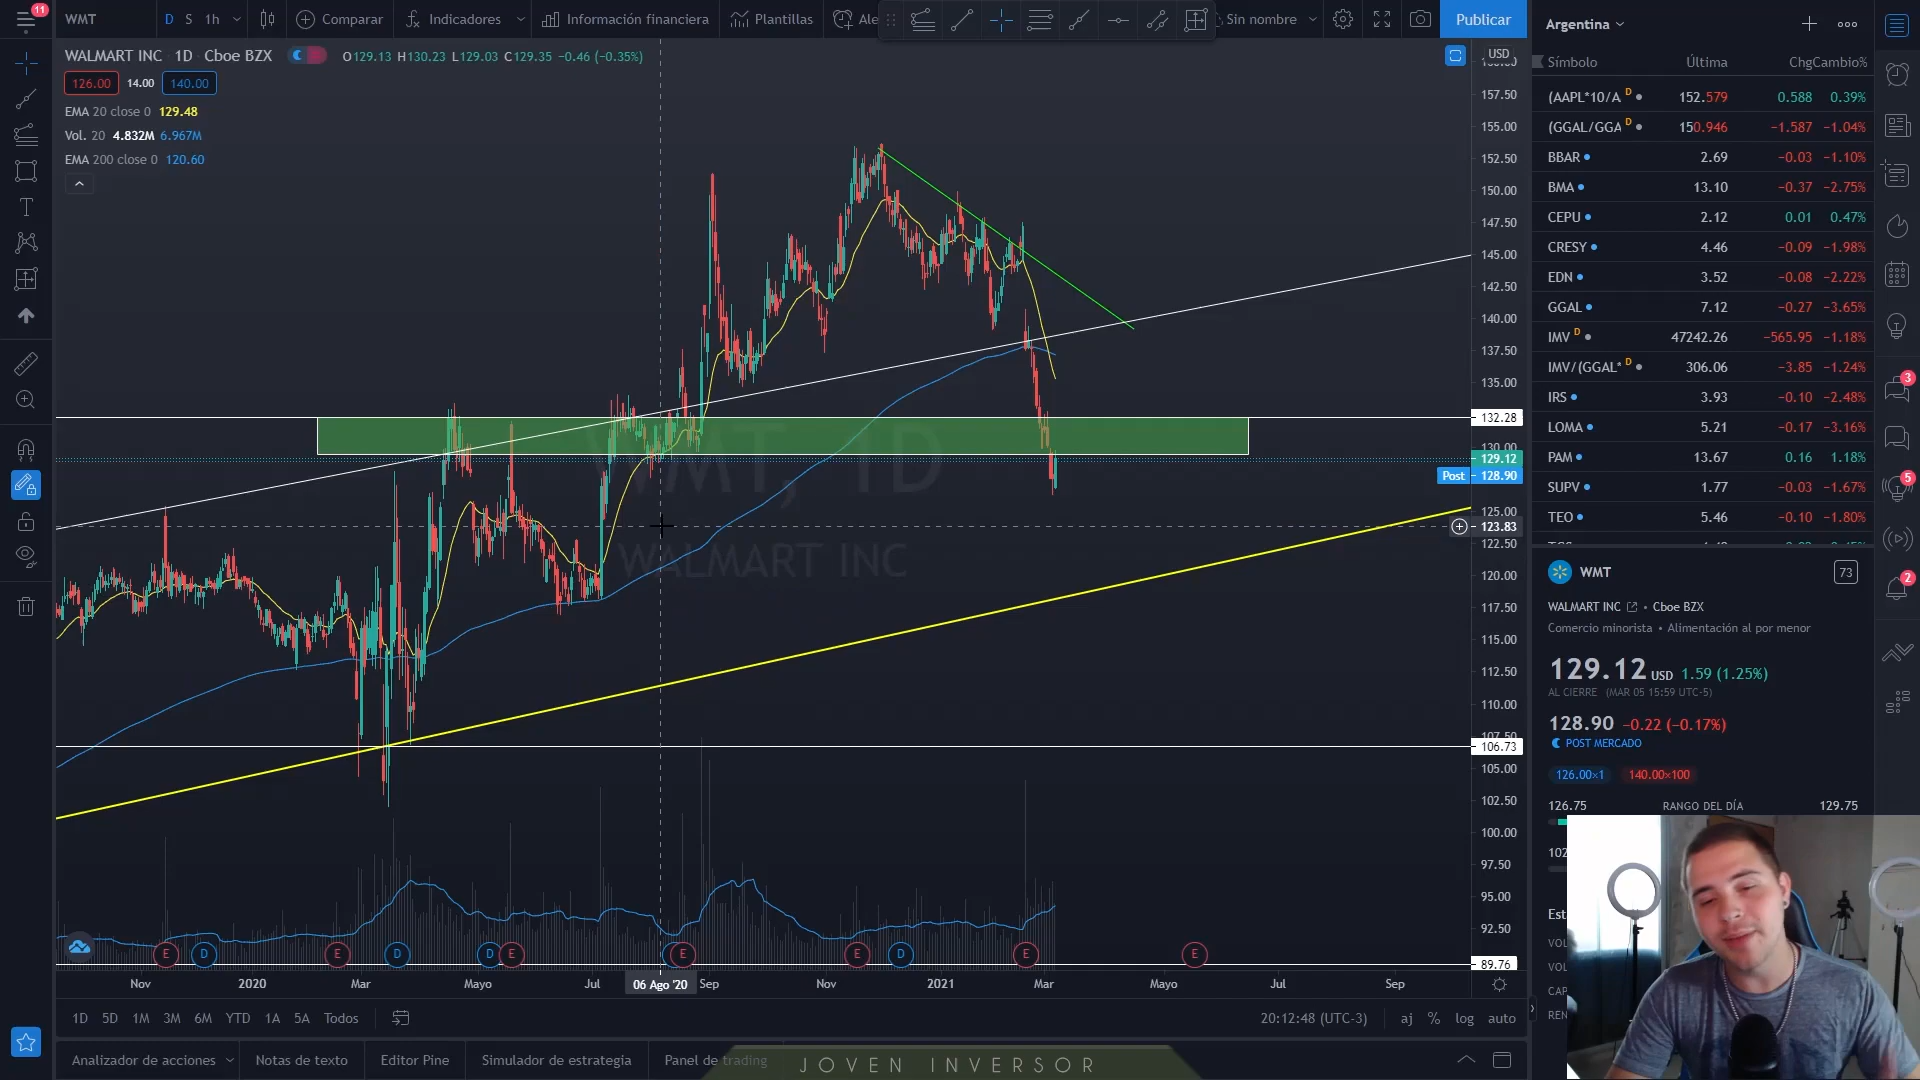 11
WMT D S 1h Comparar Indicadores Información financiera Plantillas Ale Sin nombre Publicar
WALMART INC 1D Cboe BZX O129.13 H130.23 L129.03 C129.35 −0.46 (−0.35%)
126.00 14.00 140.00
EMA 20 close 0 129.48
Vol. 20 4.832M 6.967M
EMA 200 close 0 120.60
USD
157.50
155.00
152.50
150.00
147.50
145.00
142.50
140.00
137.50
135.00
132.28
130.00
129.12
Post 128.90
125.00
123.83
122.50
120.00
117.50
115.00
112.50
110.00
107.50
106.73
105.00
102.50
100.00
97.50
95.00
92.50
89.76
WMT, 1D
WALMART INC
E D E D D E E E D E E
Nov 2020 Mar Mayo Jul 06 Ago '20 Sep Nov 2021 Mar Mayo Jul Sep
1D 5D 1M 3M 6M YTD 1A 5A Todos 20:12:48 (UTC-3) aj % log auto
Analizador de acciones Notas de texto Editor Pine Simulador de estrategia Panel de trading
JOVEN INVERSOR
Argentina
Símbolo Última Chg Cambio%
(AAPL*10/A D 152.579 0.588 0.39%
(GGAL/GGA D 150.946 −1.587 −1.04%
BBAR 2.69 −0.03 −1.10%
BMA 13.10 −0.37 −2.75%
CEPU 2.12 0.01 0.47%
CRESY 4.46 −0.09 −1.98%
EDN 3.52 −0.08 −2.22%
GGAL 7.12 −0.27 −3.65%
IMV D 47242.26 −565.95 −1.18%
IMV/(GGAL* D 306.06 −3.85 −1.24%
IRS 3.93 −0.10 −2.48%
LOMA 5.21 −0.17 −3.16%
PAM 13.67 0.16 1.18%
SUPV 1.77 −0.03 −1.67%
TEO 5.46 −0.10 −1.80%
WMT 73
WALMART INC • Cboe BZX
Comercio minorista • Alimentación al por menor
129.12 USD 1.59 (1.25%)
AL CIERRE (MAR 05 15:59 UTC-5)
128.90 −0.22 (−0.17%)
POST MERCADO
126.00×1 140.00×100
126.75 RANGO DEL DÍA 129.75
102
Est
VOL
VOL
CAP
REN
3
5
2